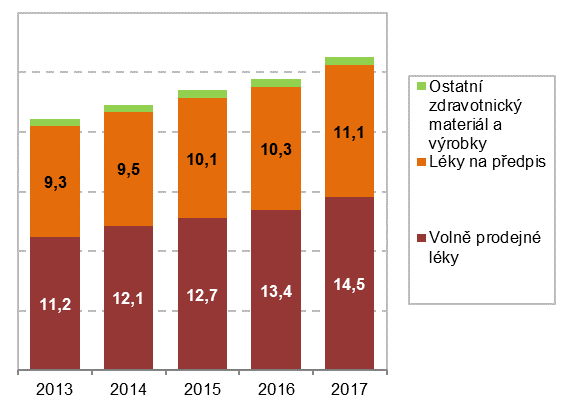 9,3
9,5
10,1
10,3
11,1
11,2
12,1
12,7
13,4
14,5
2013 2014 2015 2016 2017
Ostatní
zdravotnický
materiál a
výrobky
Léky na předpis
Volně prodejné
léky